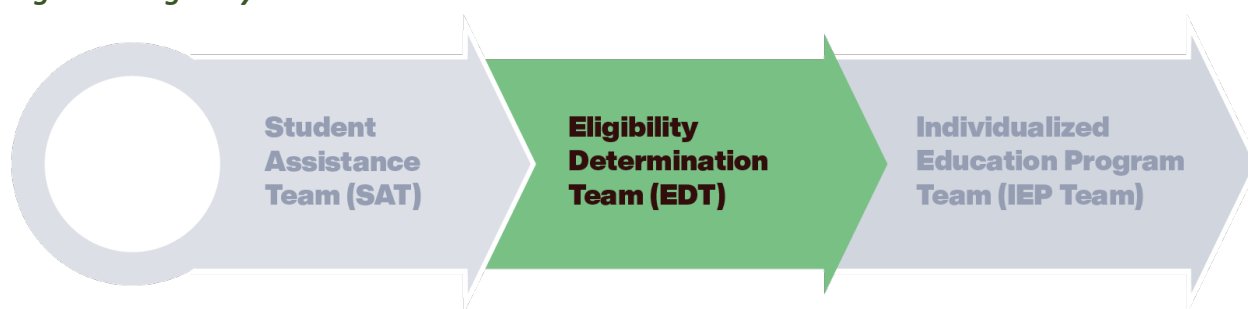 Student
Assistance
Team (SAT)
Eligibility
Determination
Team (EDT)
Individualized
Education Program
Team (IEP Team)